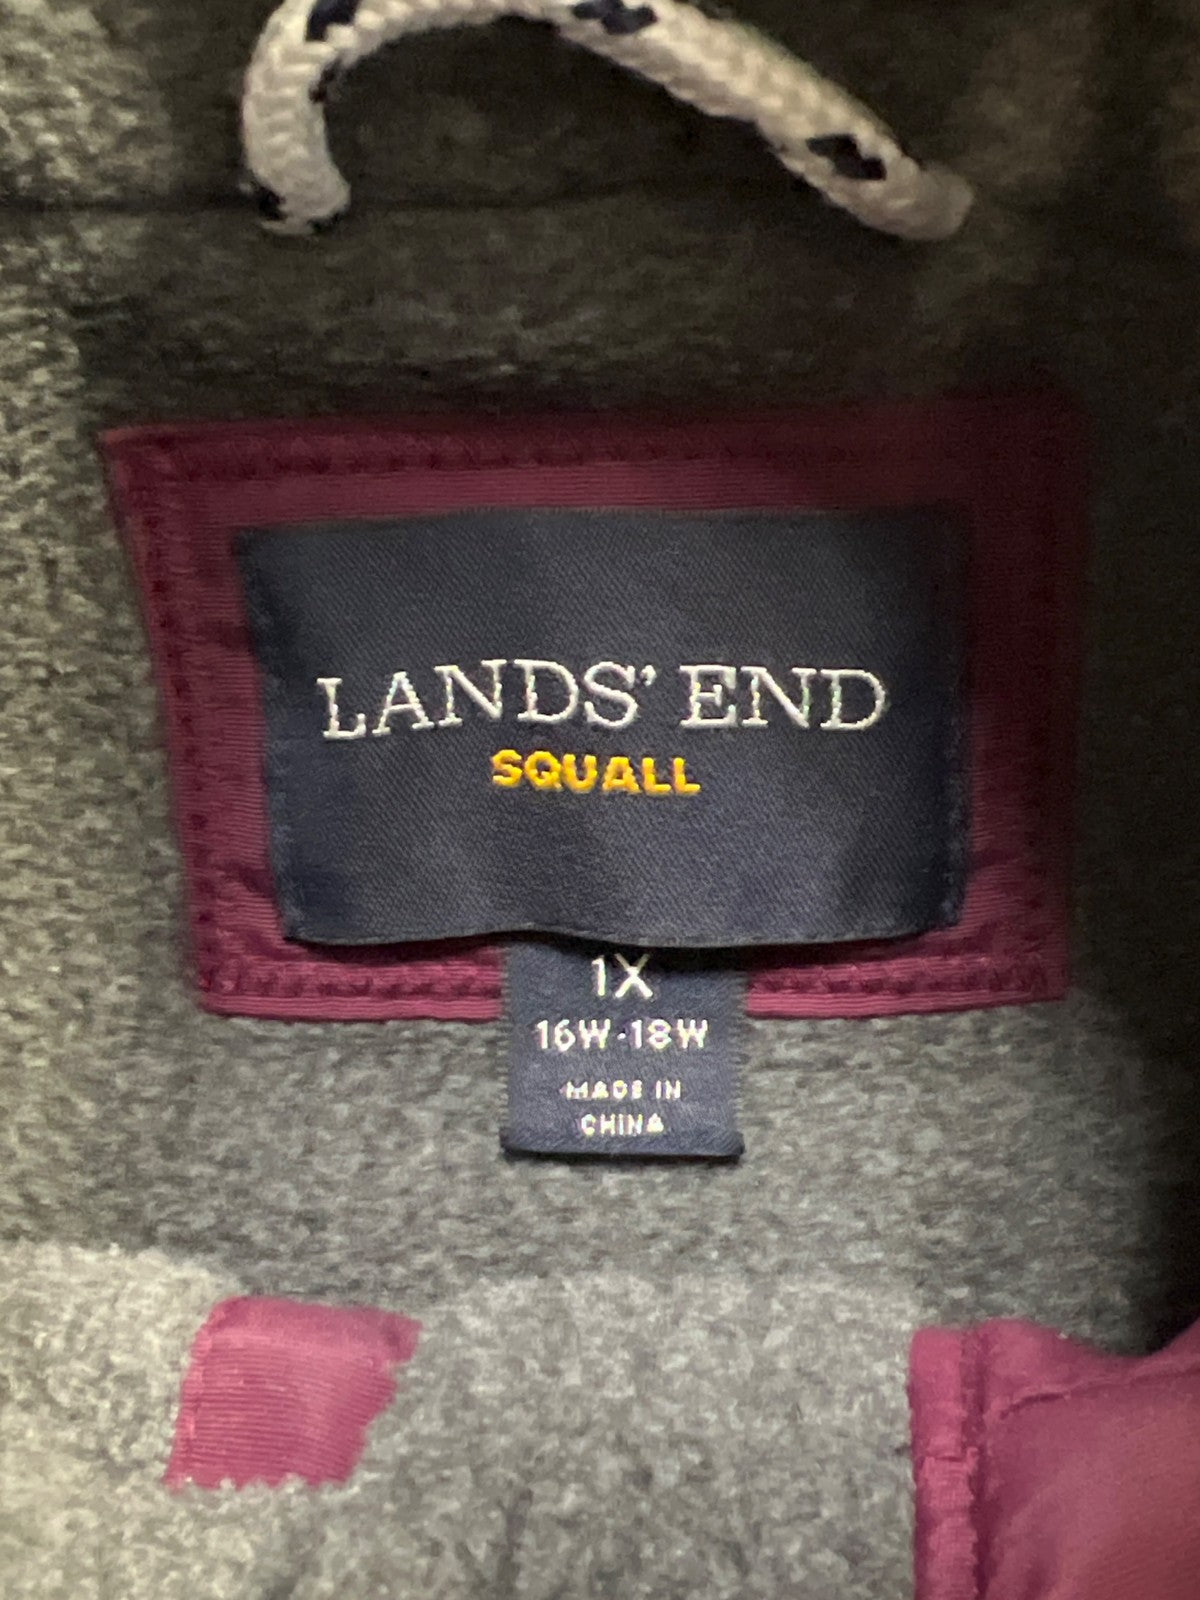 LANDS' END
SQUALL
1X
16W-18W
MADE IN
CHINA